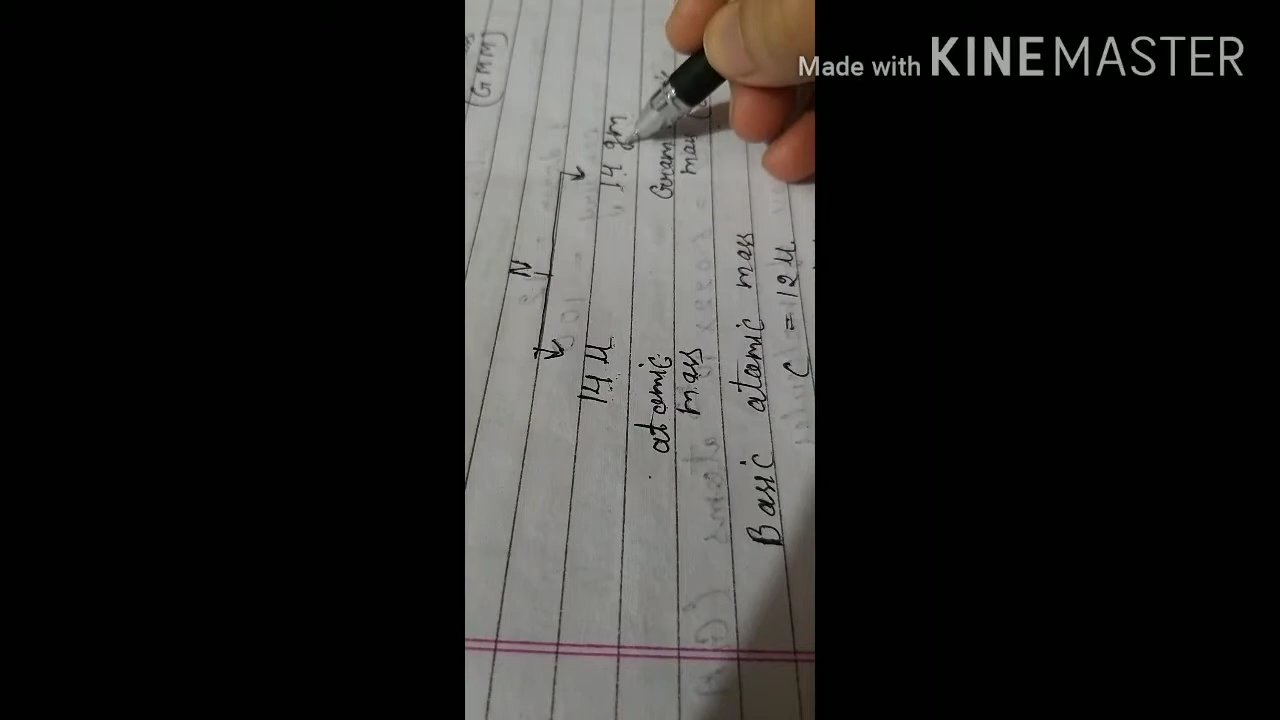 Made with KINEMASTER
(GMM)
N
14 u 14 gm
atomic Gram
mass mass
Basic atomic mass
C = 12 u